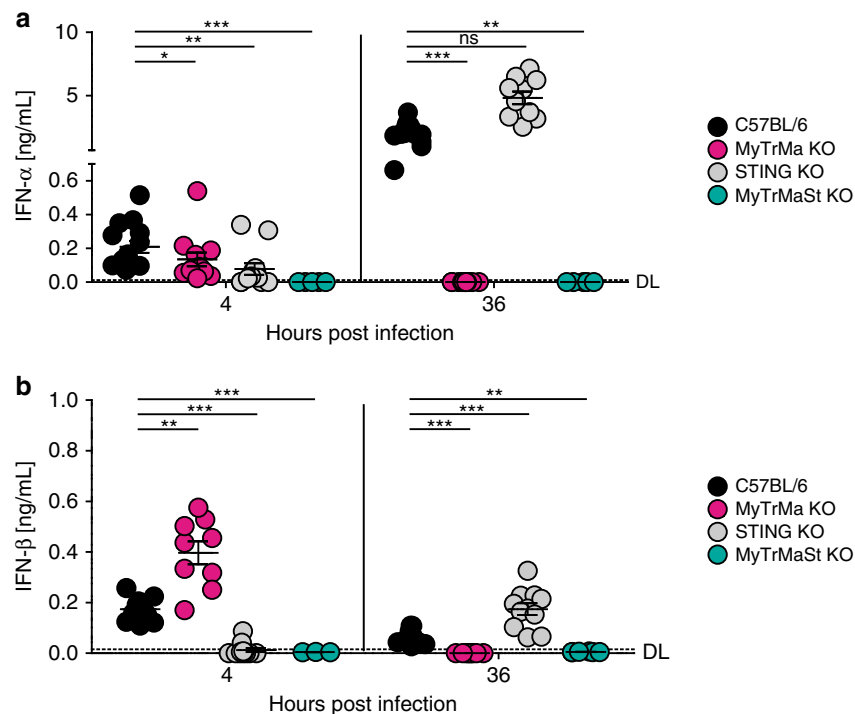 a
10
5
0.6
0.4
0.2
0.0
IFN-α [ng/mL]
***
**
*
**
ns
***
DL
4
36
Hours post infection
C57BL/6
MyTrMa KO
STING KO
MyTrMaSt KO
b
1.0
0.8
0.6
0.4
0.2
0.0
IFN-β [ng/mL]
***
***
**
**
***
***
DL
4
36
Hours post infection
C57BL/6
MyTrMa KO
STING KO
MyTrMaSt KO